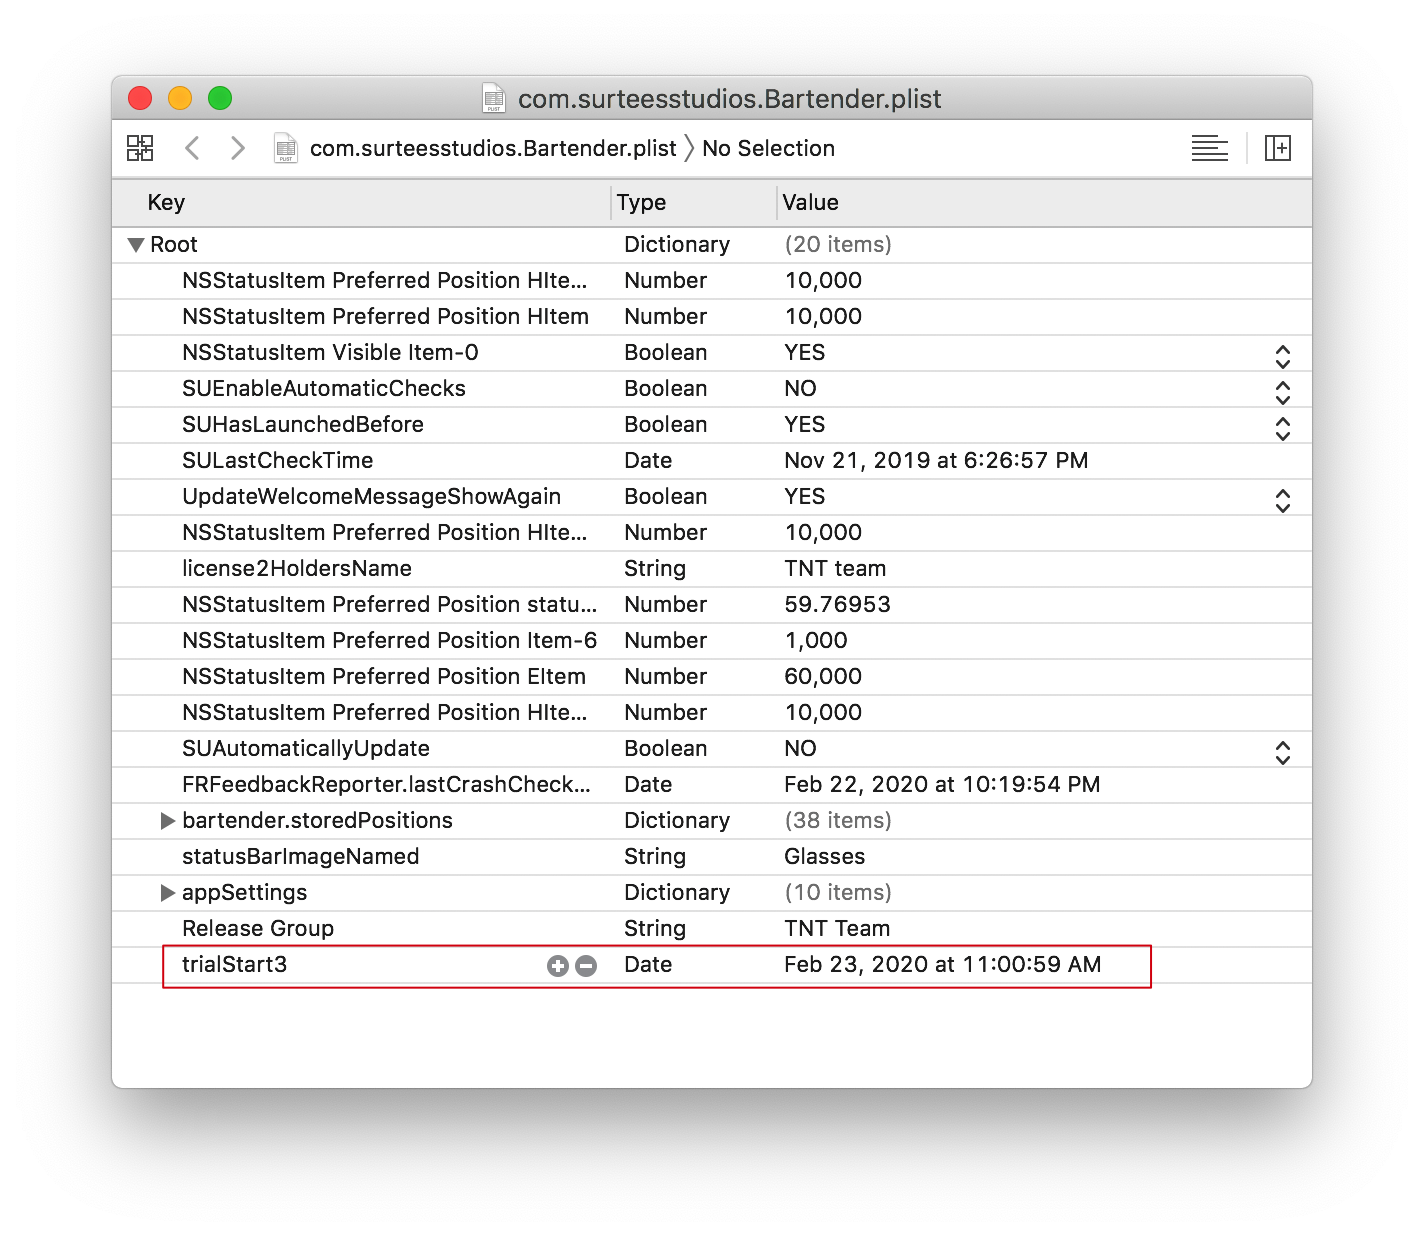 com.surteesstudios.Bartender.plist
com.surteesstudios.Bartender.plist No Selection
Key Type Value
Root Dictionary (20 items)
NSStatusItem Preferred Position HIte... Number 10,000
NSStatusItem Preferred Position HItem Number 10,000
NSStatusItem Visible Item-0 Boolean YES
SUEnableAutomaticChecks Boolean NO
SUHasLaunchedBefore Boolean YES
SULastCheckTime Date Nov 21, 2019 at 6:26:57 PM
UpdateWelcomeMessageShowAgain Boolean YES
NSStatusItem Preferred Position HIte... Number 10,000
license2HoldersName String TNT team
NSStatusItem Preferred Position statu... Number 59.76953
NSStatusItem Preferred Position Item-6 Number 1,000
NSStatusItem Preferred Position EItem Number 60,000
NSStatusItem Preferred Position HIte... Number 10,000
SUAutomaticallyUpdate Boolean NO
FRFeedbackReporter.lastCrashCheck... Date Feb 22, 2020 at 10:19:54 PM
bartender.storedPositions Dictionary (38 items)
statusBarImageNamed String Glasses
appSettings Dictionary (10 items)
Release Group String TNT Team
trialStart3 Date Feb 23, 2020 at 11:00:59 AM